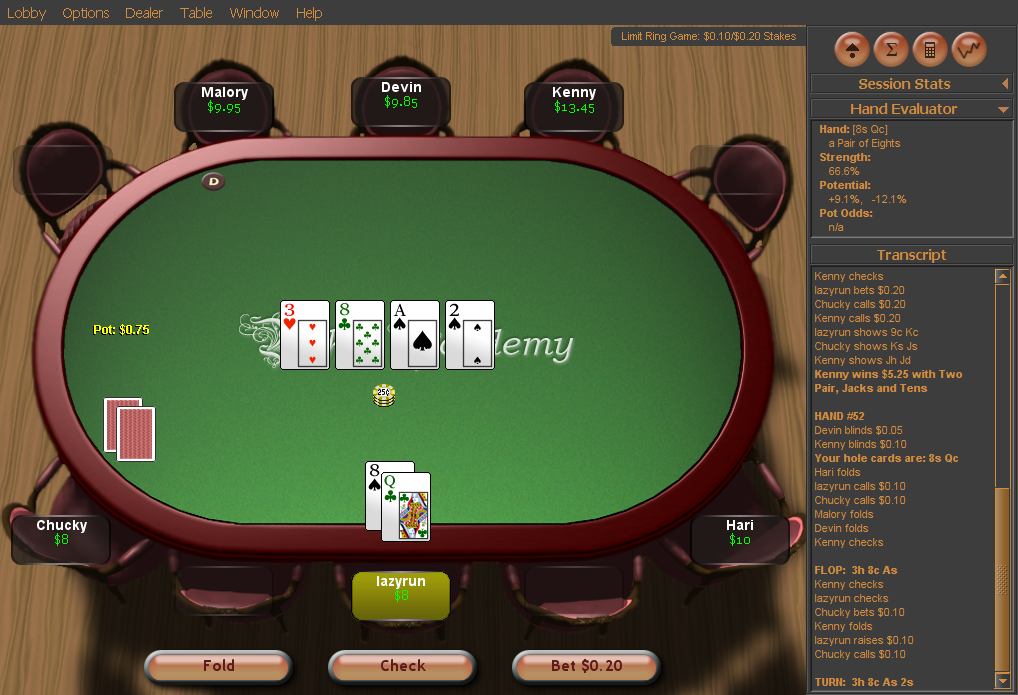 Lobby Options Dealer Table Window Help
Limit Ring Game: $0.10/$0.20 Stakes
Malory
$9.95
Devin
$9.85
Kenny
$13.45
D
Pot: $0.75
3
8
A
2
demy
25¢
8
Q
Chucky
$8
lazyrun
$8
Hari
$10
Fold
Check
Bet $0.20
Σ
Session Stats
Hand Evaluator
Hand: [8s Qc]
a Pair of Eights
Strength:
66.6%
Potential:
+9.1%, -12.1%
Pot Odds:
n/a
Transcript
Kenny checks
lazyrun bets $0.20
Chucky calls $0.20
Kenny calls $0.20
lazyrun shows 9c Kc
Chucky shows Ks Js
Kenny shows Jh Jd
Kenny wins $5.25 with Two
Pair, Jacks and Tens
HAND #52
Devin blinds $0.05
Kenny blinds $0.10
Your hole cards are: 8s Qc
Hari folds
lazyrun calls $0.10
Chucky calls $0.10
Malory folds
Devin folds
Kenny checks
FLOP: 3h 8c As
Kenny checks
lazyrun checks
Chucky bets $0.10
Kenny folds
lazyrun raises $0.10
Chucky calls $0.10
TURN: 3h 8c As 2s